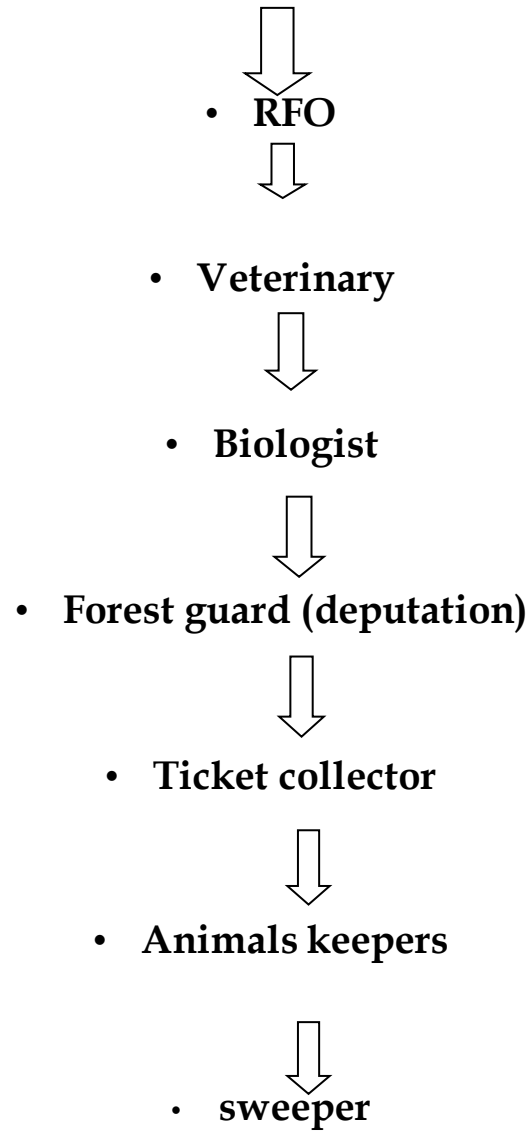 • RFO
• Veterinary
• Biologist
• Forest guard (deputation)
• Ticket collector
• Animals keepers
• sweeper